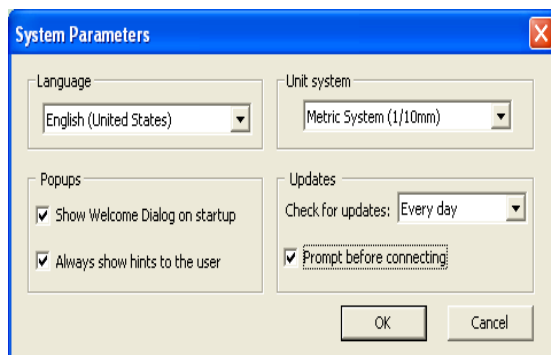 System Parameters
Language
English (United States)
Unit system
Metric System (1/10mm)
Popups
Show Welcome Dialog on startup
Always show hints to the user
Updates
Check for updates: Every day
Prompt before connecting
OK Cancel